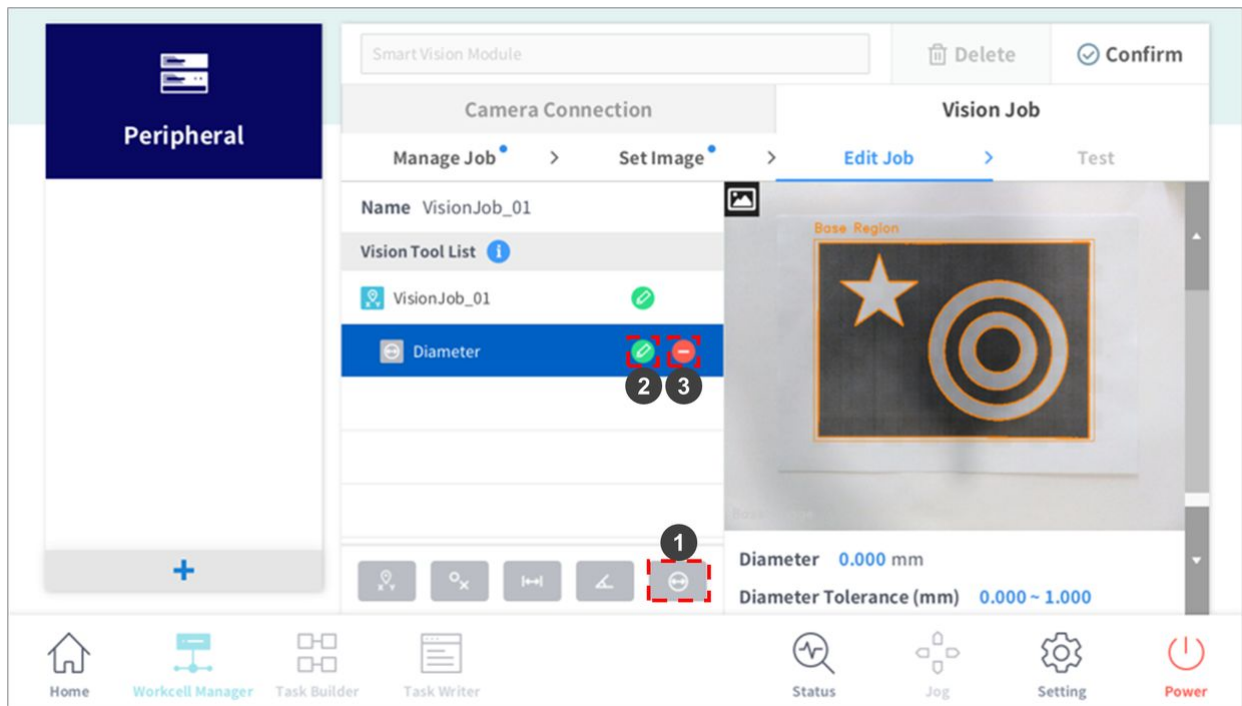 Peripheral
+
Smart Vision Module
Delete
Confirm
Camera Connection
Vision Job
Manage Job
>
Set Image
>
Edit Job
>
Test
Name VisionJob_01
Vision Tool List
VisionJob_01
Diameter
2
3
1
Base Region
Diameter 0.000 mm
Diameter Tolerance (mm) 0.000 ~ 1.000
Home
Workcell Manager
Task Builder
Task Writer
Status
Jog
Setting
Power